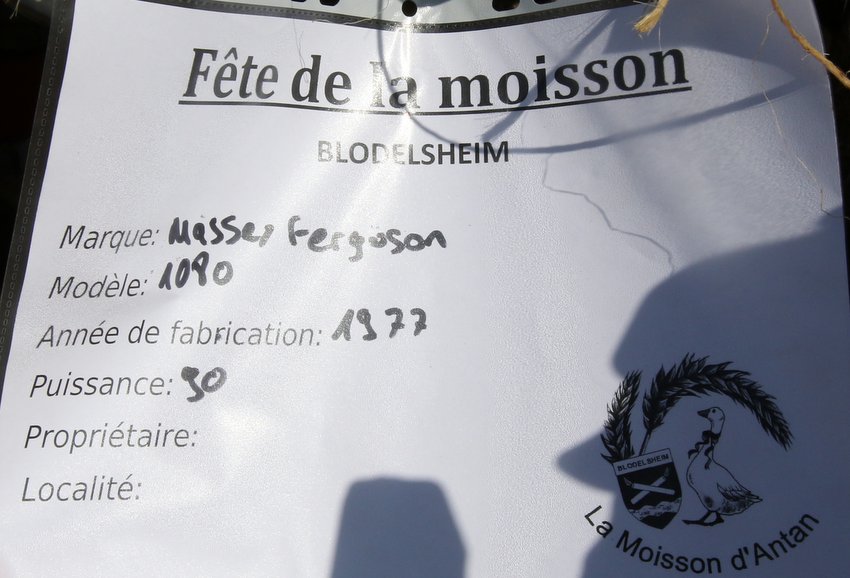 Fête de la moisson
BLODELSHEIM
Marque: Massey Ferguson
Modèle: 1080
Année de fabrication: 1977
Puissance: 90
Propriétaire:
Localité:
BLODELSHEIM
La Moisson d'Antan